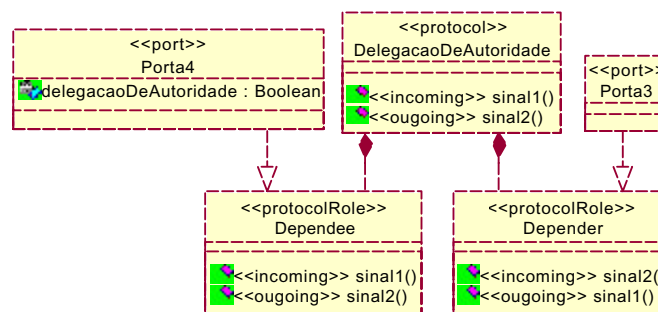 <<port>>
Porta4
delegacaoDeAutoridade : Boolean
<<protocol>>
DelegacaoDeAutoridade
<<incoming>> sinal1()
<<ougoing>> sinal2()
<<port>>
Porta3
<<protocolRole>>
Dependee
<<incoming>> sinal1()
<<ougoing>> sinal2()
<<protocolRole>>
Depender
<<incoming>> sinal2()
<<ougoing>> sinal1()